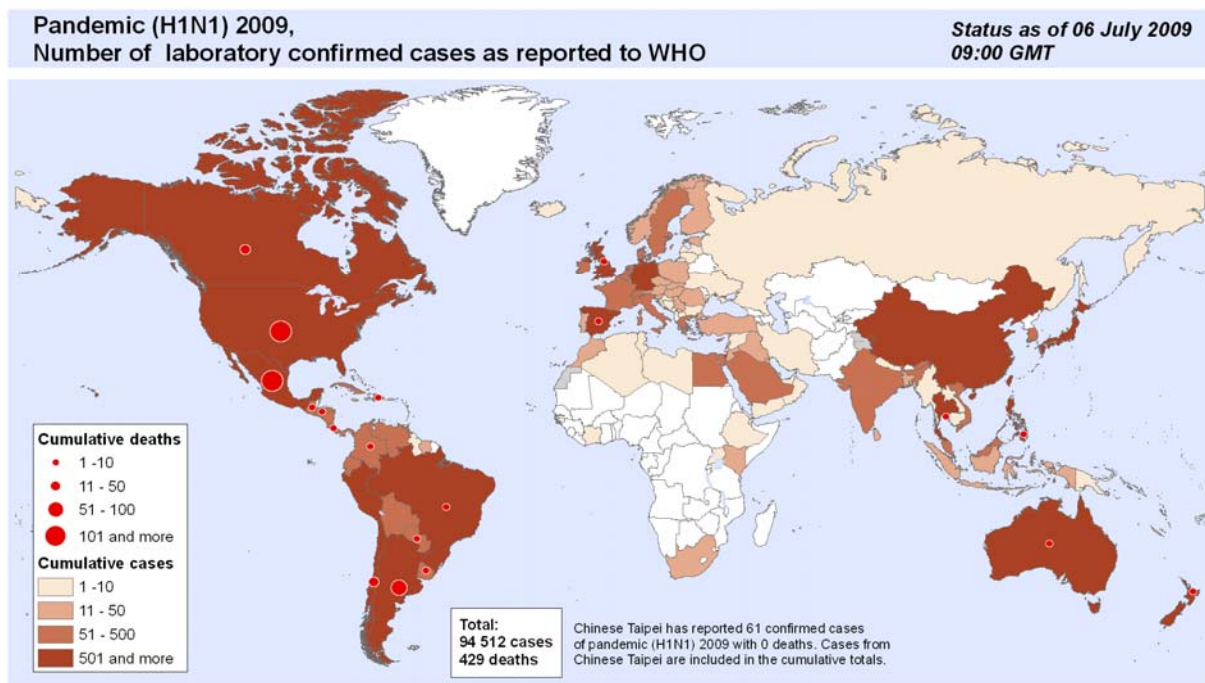 Pandemic (H1N1) 2009,
Number of laboratory confirmed cases as reported to WHO
Status as of 06 July 2009
09:00 GMT
Cumulative deaths
1 -10
11 - 50
51 - 100
101 and more
Cumulative cases
1 -10
11 - 50
51 - 500
501 and more
Total:
94 512 cases
429 deaths
Chinese Taipei has reported 61 confirmed cases
of pandemic (H1N1) 2009 with 0 deaths. Cases from
Chinese Taipei are included in the cumulative totals.